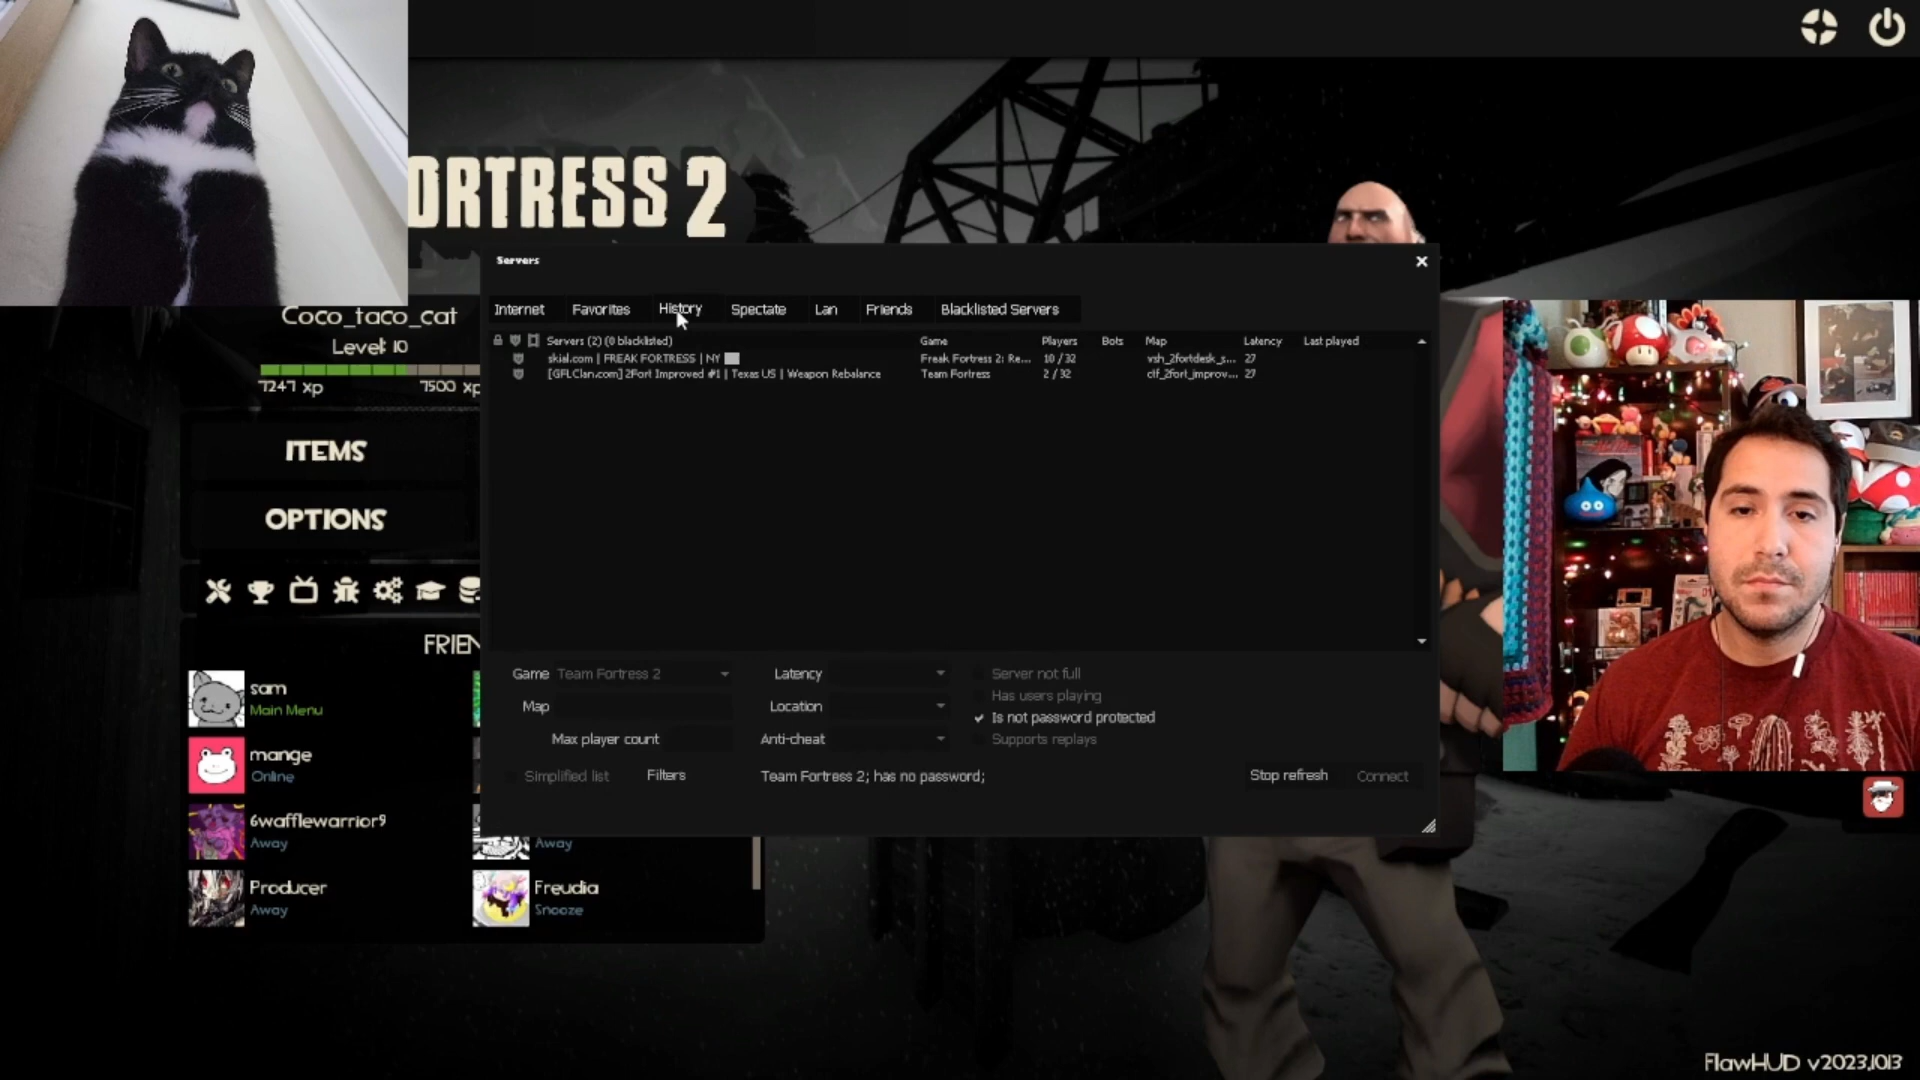 ORTRESS 2
Servers
Internet Favorites History Spectate Lan Friends Blacklisted Servers
Servers (2) (0 blacklisted) Game Players Bots Map Latency Last played
skial.com | FREAK FORTRESS | NY Freak Fortress 2: Re... 10 / 32 vsh_2fortdesk_s... 27
[GFLClan.com] 2Fort Improved #1 | Texas US | Weapon Rebalance Team Fortress 2 / 32 ctf_2fort_improv... 27
Coco_taco_cat
Level: 10
7247 xp 7500 xp
ITEMS
OPTIONS
FRIEN
sam
Main Menu
mange
Online
6wafflewarrior9
Away
Away
Producer
Away
Freudia
Snooze
Game Team Fortress 2 Latency Server not full
Has users playing
Map Location Is not password protected
Max player count Anti-cheat Supports replays
Simplified list Filters Team Fortress 2; has no password; Stop refresh Connect
FlawHUD v2023.1013